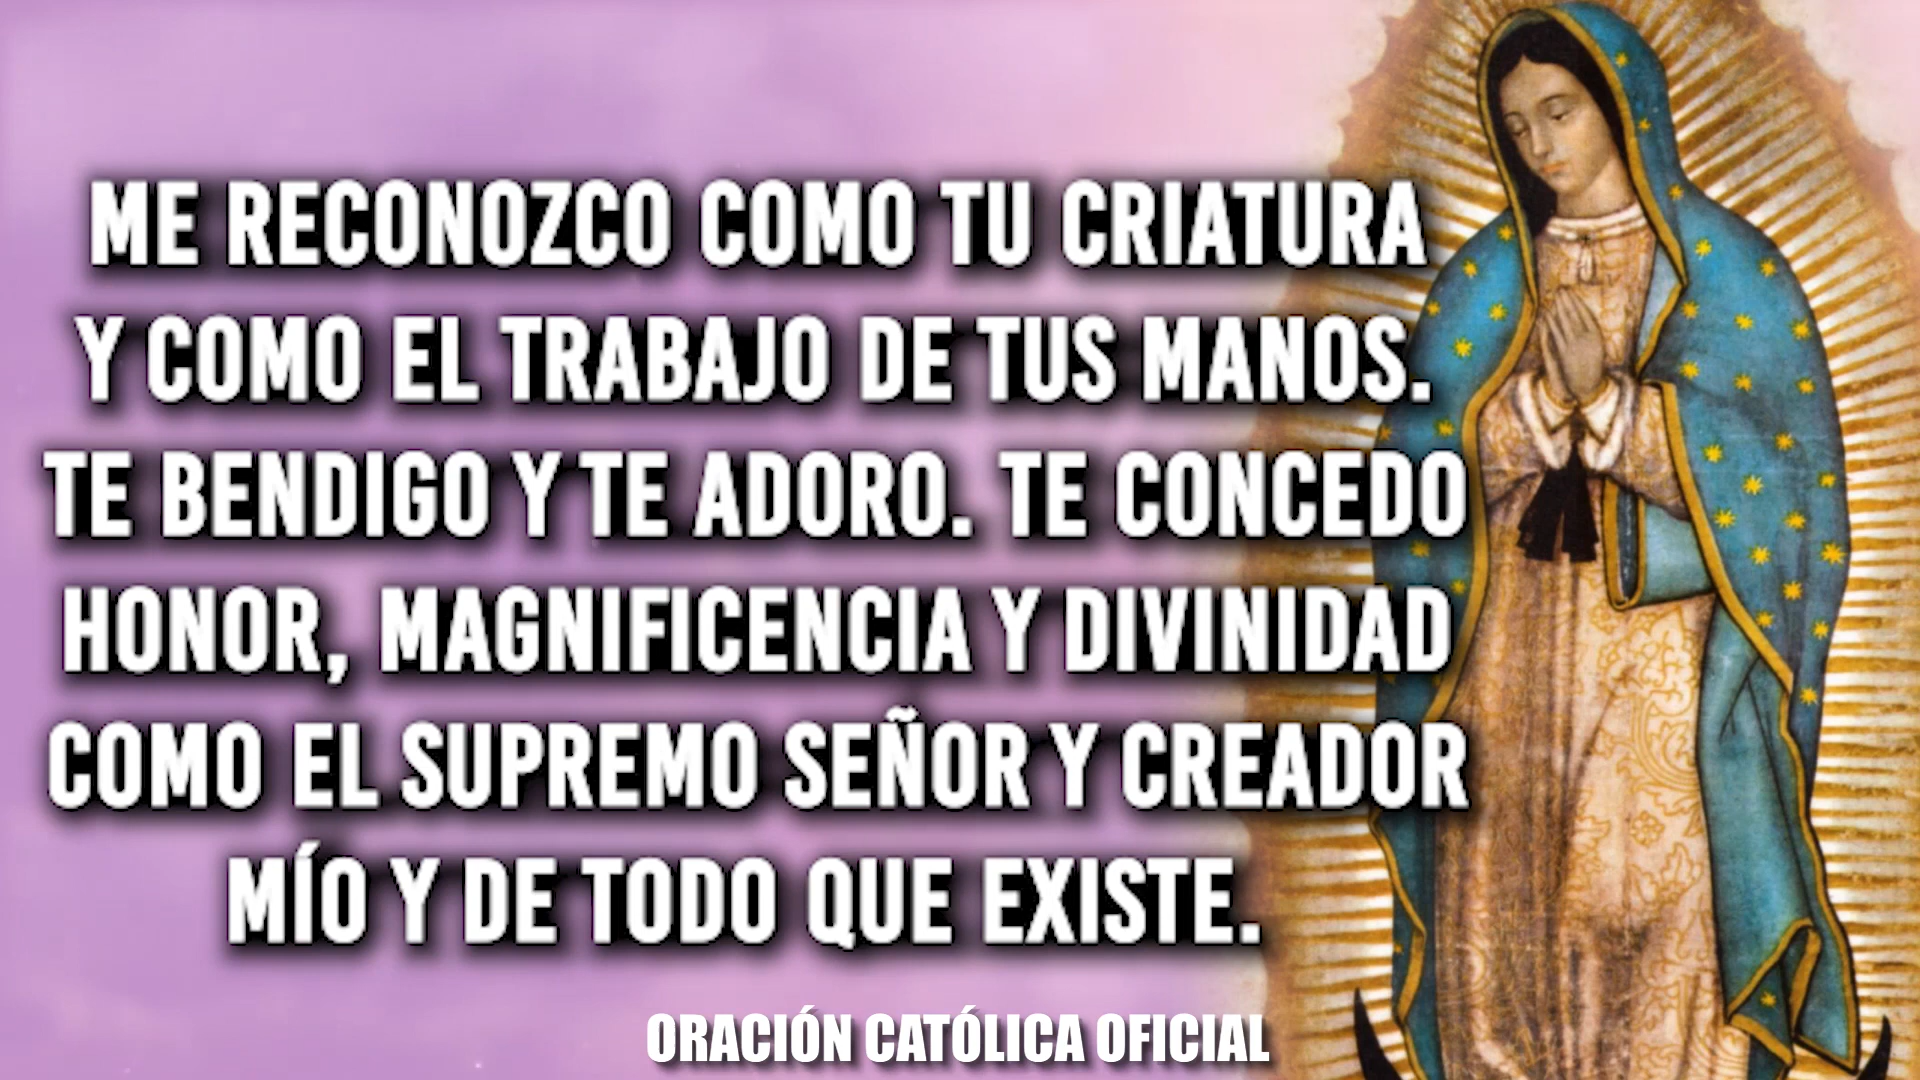 ME RECONOZCO COMO TU CRIATURA
Y COMO EL TRABAJO DE TUS MANOS.
TE BENDIGO Y TE ADORO. TE CONCEDO
HONOR, MAGNIFICENCIA Y DIVINIDAD
COMO EL SUPREMO SEÑOR Y CREADOR
MÍO Y DE TODO QUE EXISTE.
ORACIÓN CATÓLICA OFICIAL